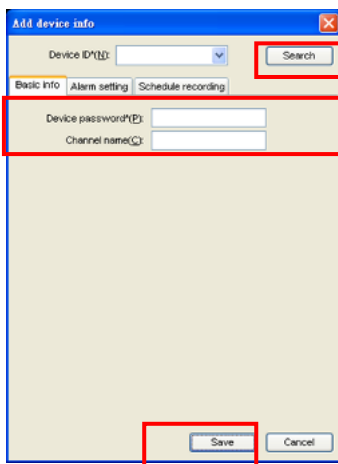 Add device info
Device ID*(N): Search
Basic info Alarm setting Schedule recording
Device password*(P):
Channel name(C):
Save Cancel